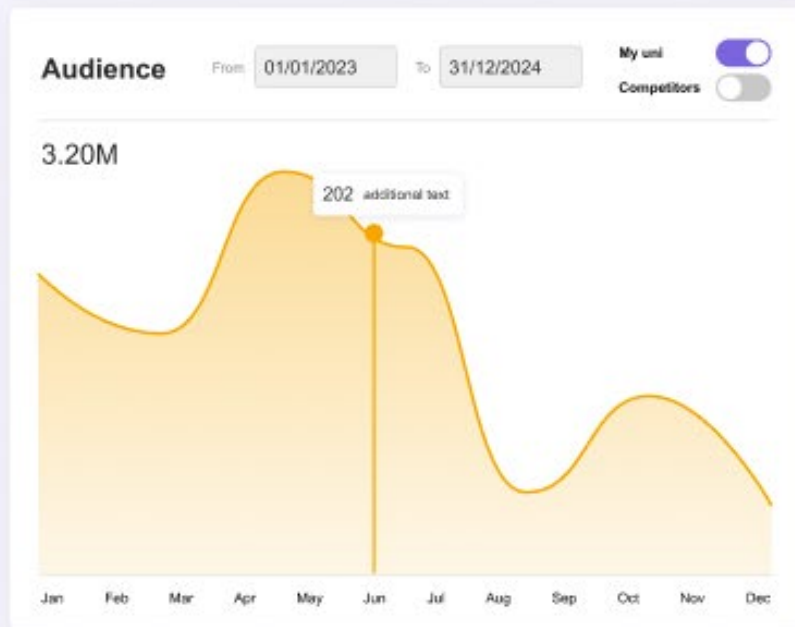 Audience
From 01/01/2023 To 31/12/2024
My uni
Competitors
3.20M
202 additional text
Jan Feb Mar Apr May Jun Jul Aug Sep Oct Nov Dec